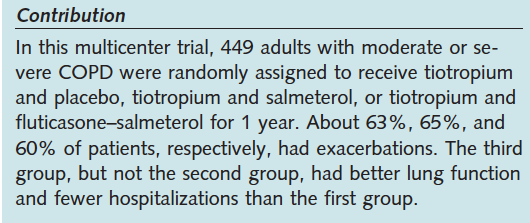 Contribution
In this multicenter trial, 449 adults with moderate or se-
vere COPD were randomly assigned to receive tiotropium
and placebo, tiotropium and salmeterol, or tiotropium and
fluticasone–salmeterol for 1 year. About 63%, 65%, and
60% of patients, respectively, had exacerbations. The third
group, but not the second group, had better lung function
and fewer hospitalizations than the first group.